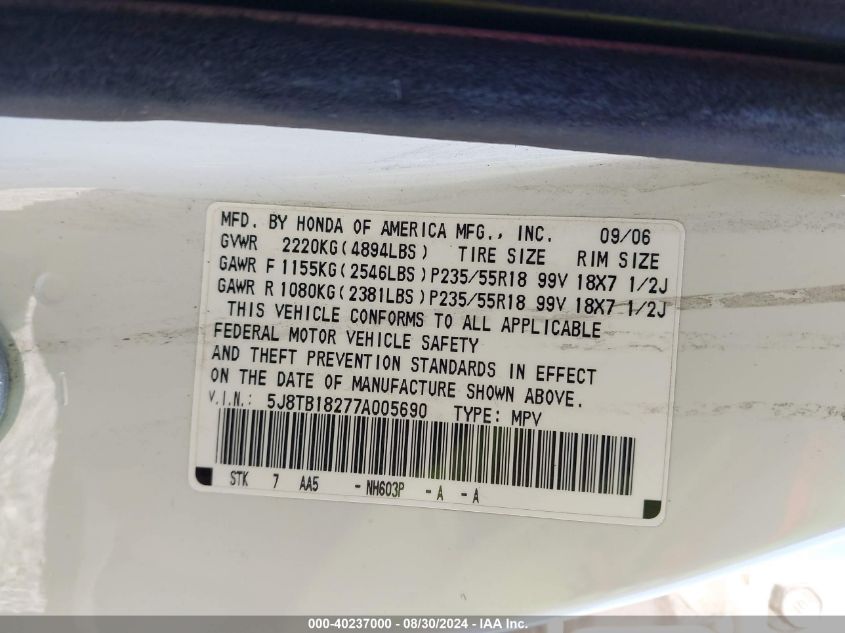 MFD. BY HONDA OF AMERICA MFG., INC. 09/06
GVWR 2220KG(4894LBS) TIRE SIZE RIM SIZE
GAWR F 1155KG(2546LBS)P235/55R18 99V 18X7 1/2J
GAWR R 1080KG(2381LBS)P235/55R18 99V 18X7 1/2J
THIS VEHICLE CONFORMS TO ALL APPLICABLE
FEDERAL MOTOR VEHICLE SAFETY
AND THEFT PREVENTION STANDARDS IN EFFECT
ON THE DATE OF MANUFACTURE SHOWN ABOVE.
V.I.N.: 5J8TB18277A005690 TYPE: MPV
STK 7 AA5 -NH603P -A -A
000-40237000 - 08/30/2024 - IAA Inc.